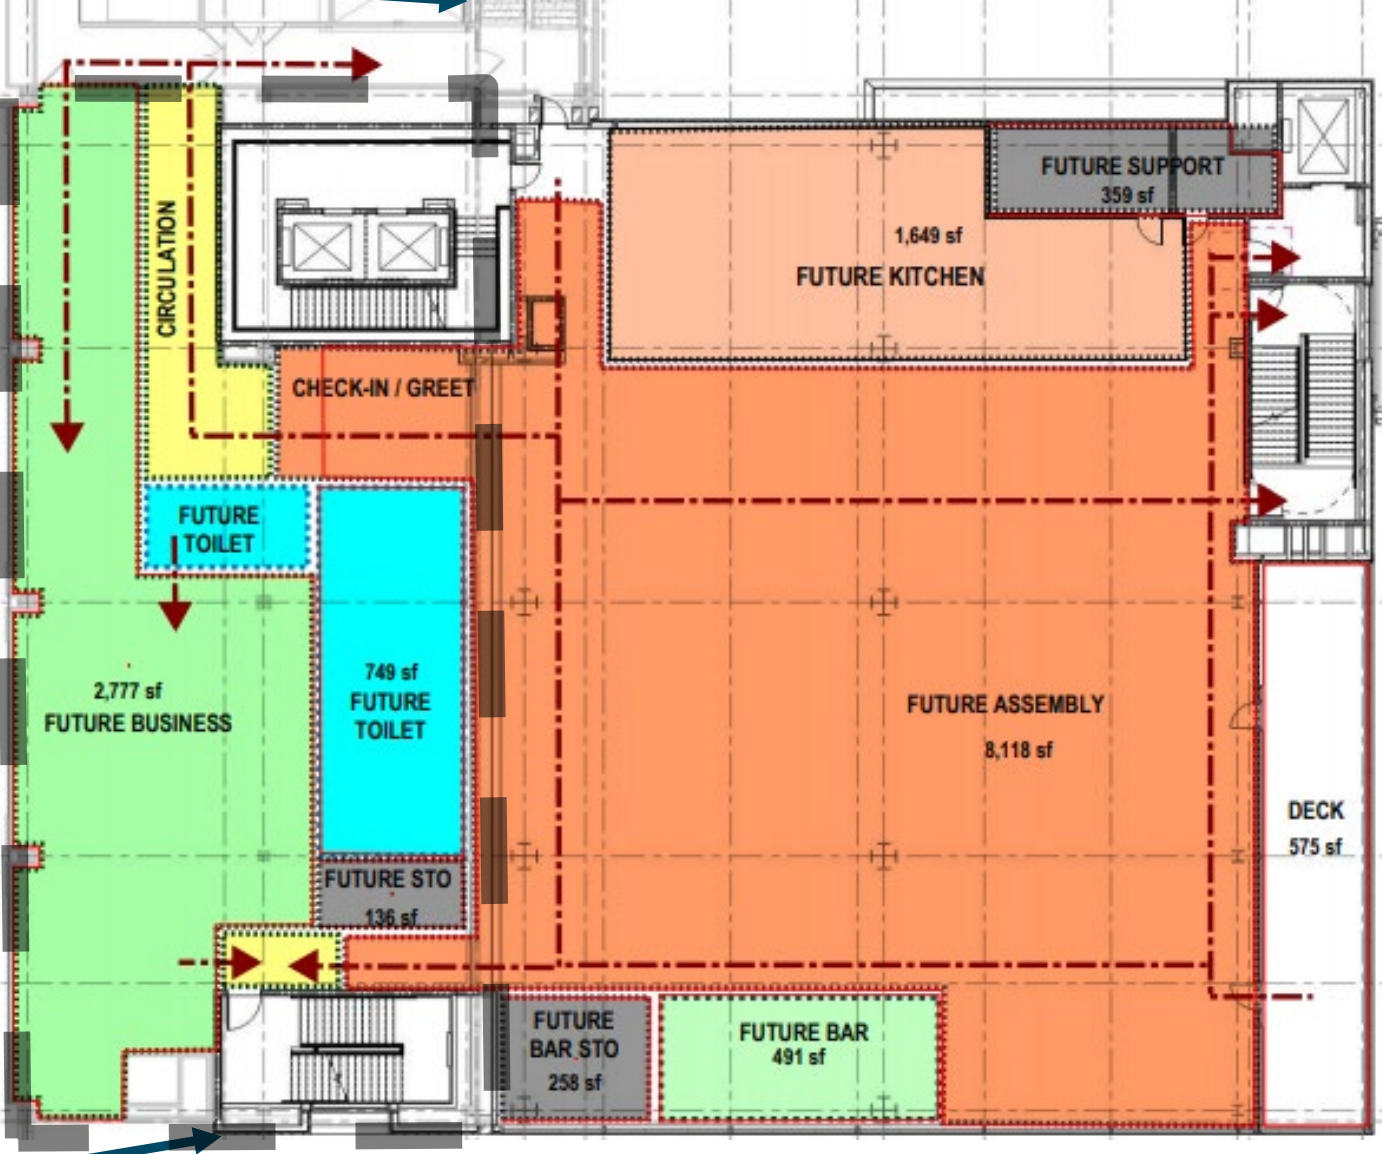 FUTURE SUPPORT
359 sf
CIRCULATION
1,649 sf
FUTURE KITCHEN
CHECK-IN / GREET
FUTURE
TOILET
749 sf
FUTURE
TOILET
2,777 sf
FUTURE BUSINESS
FUTURE ASSEMBLY
8,118 sf
DECK
575 sf
FUTURE STO
136 sf
FUTURE
BAR STO
258 sf
FUTURE BAR
491 sf